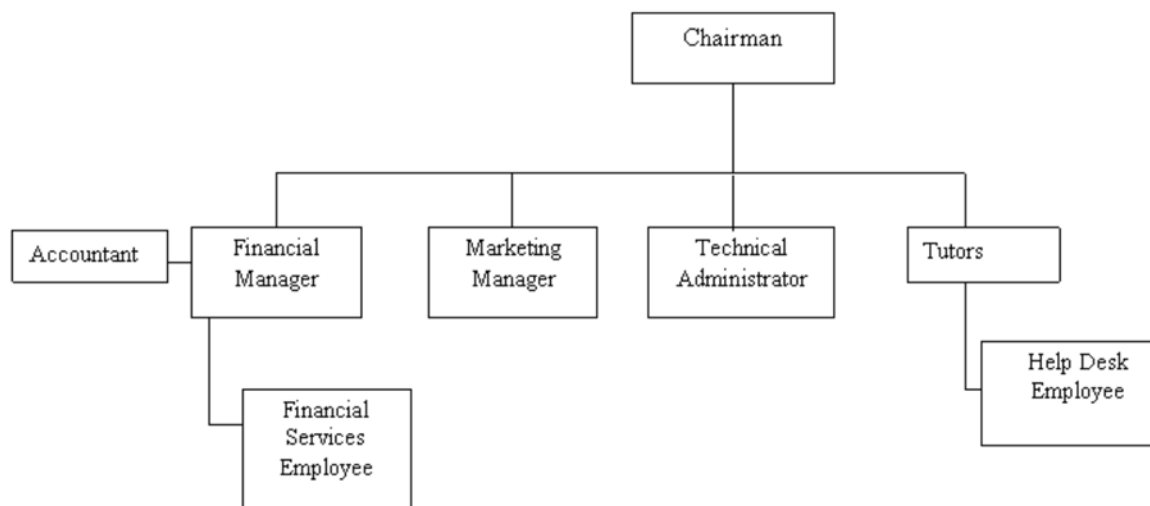 Chairman
Accountant
Financial
Manager
Marketing
Manager
Technical
Administrator
Tutors
Help Desk
Employee
Financial
Services
Employee